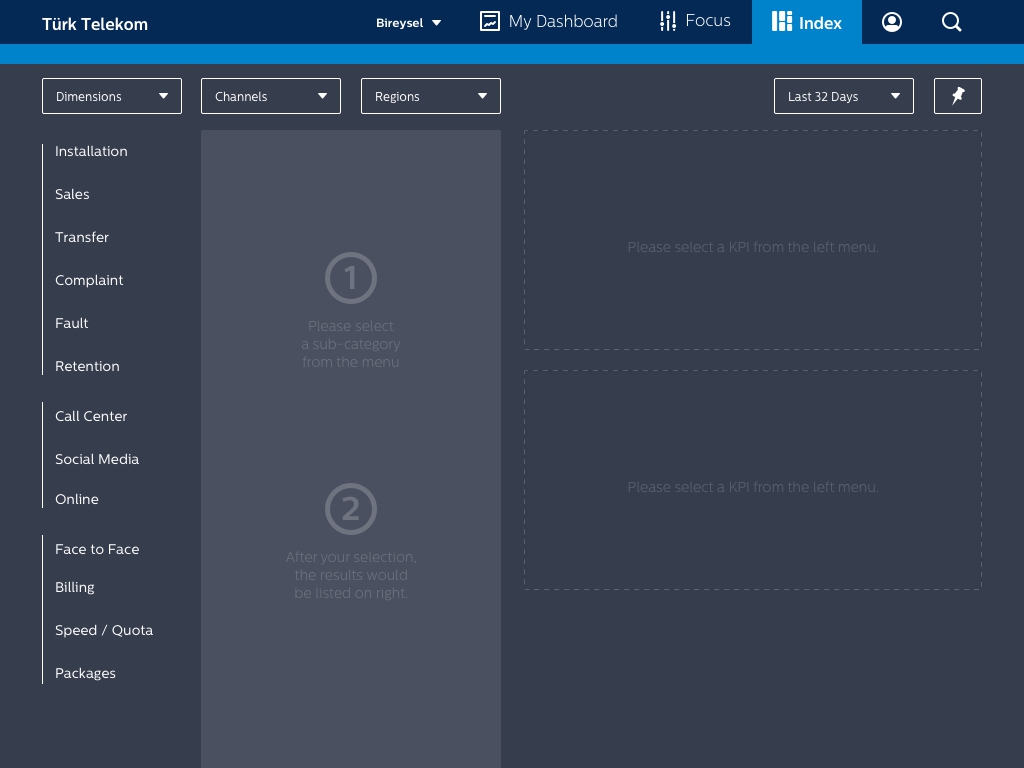 Türk Telekom
Bireysel
My Dashboard
Focus
Index
Dimensions
Channels
Regions
Last 32 Days
Installation
Sales
Transfer
Complaint
Fault
Retention
Call Center
Social Media
Online
Face to Face
Billing
Speed / Quota
Packages
1
Please select
a sub-category
from the menu
2
After your selection,
the results would
be listed on right.
Please select a KPI from the left menu.
Please select a KPI from the left menu.